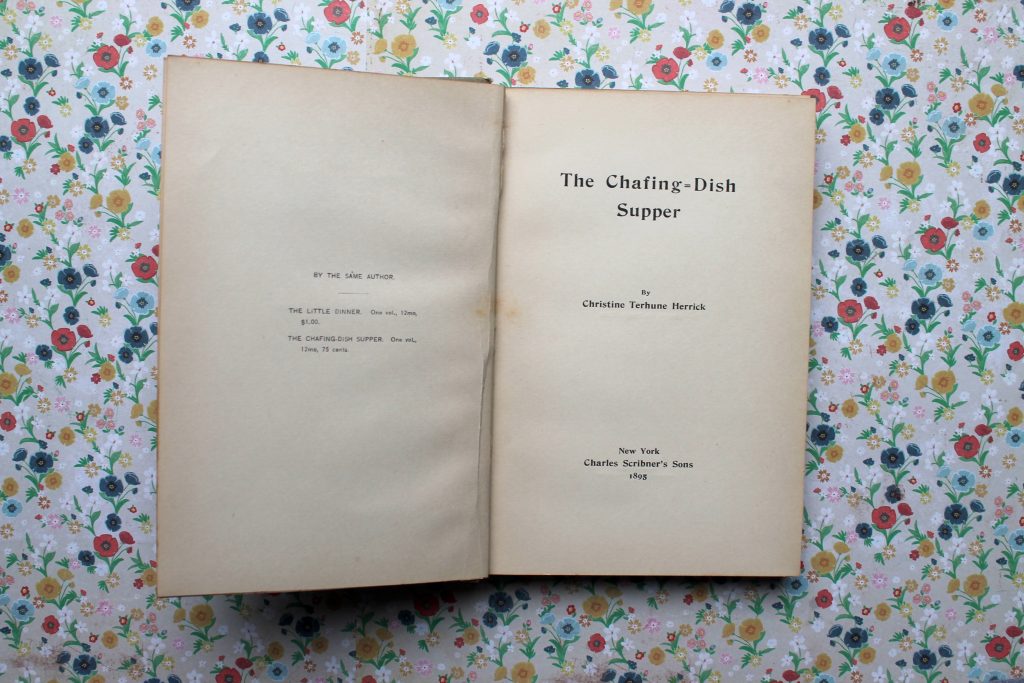 BY THE SAME AUTHOR.
THE LITTLE DINNER. One vol., 12mo,
$1.00.
THE CHAFING-DISH SUPPER. One vol.,
12mo, 75 cents.
The Chafing=Dish
Supper
By
Christine Terhune Herrick
New York
Charles Scribner's Sons
1895